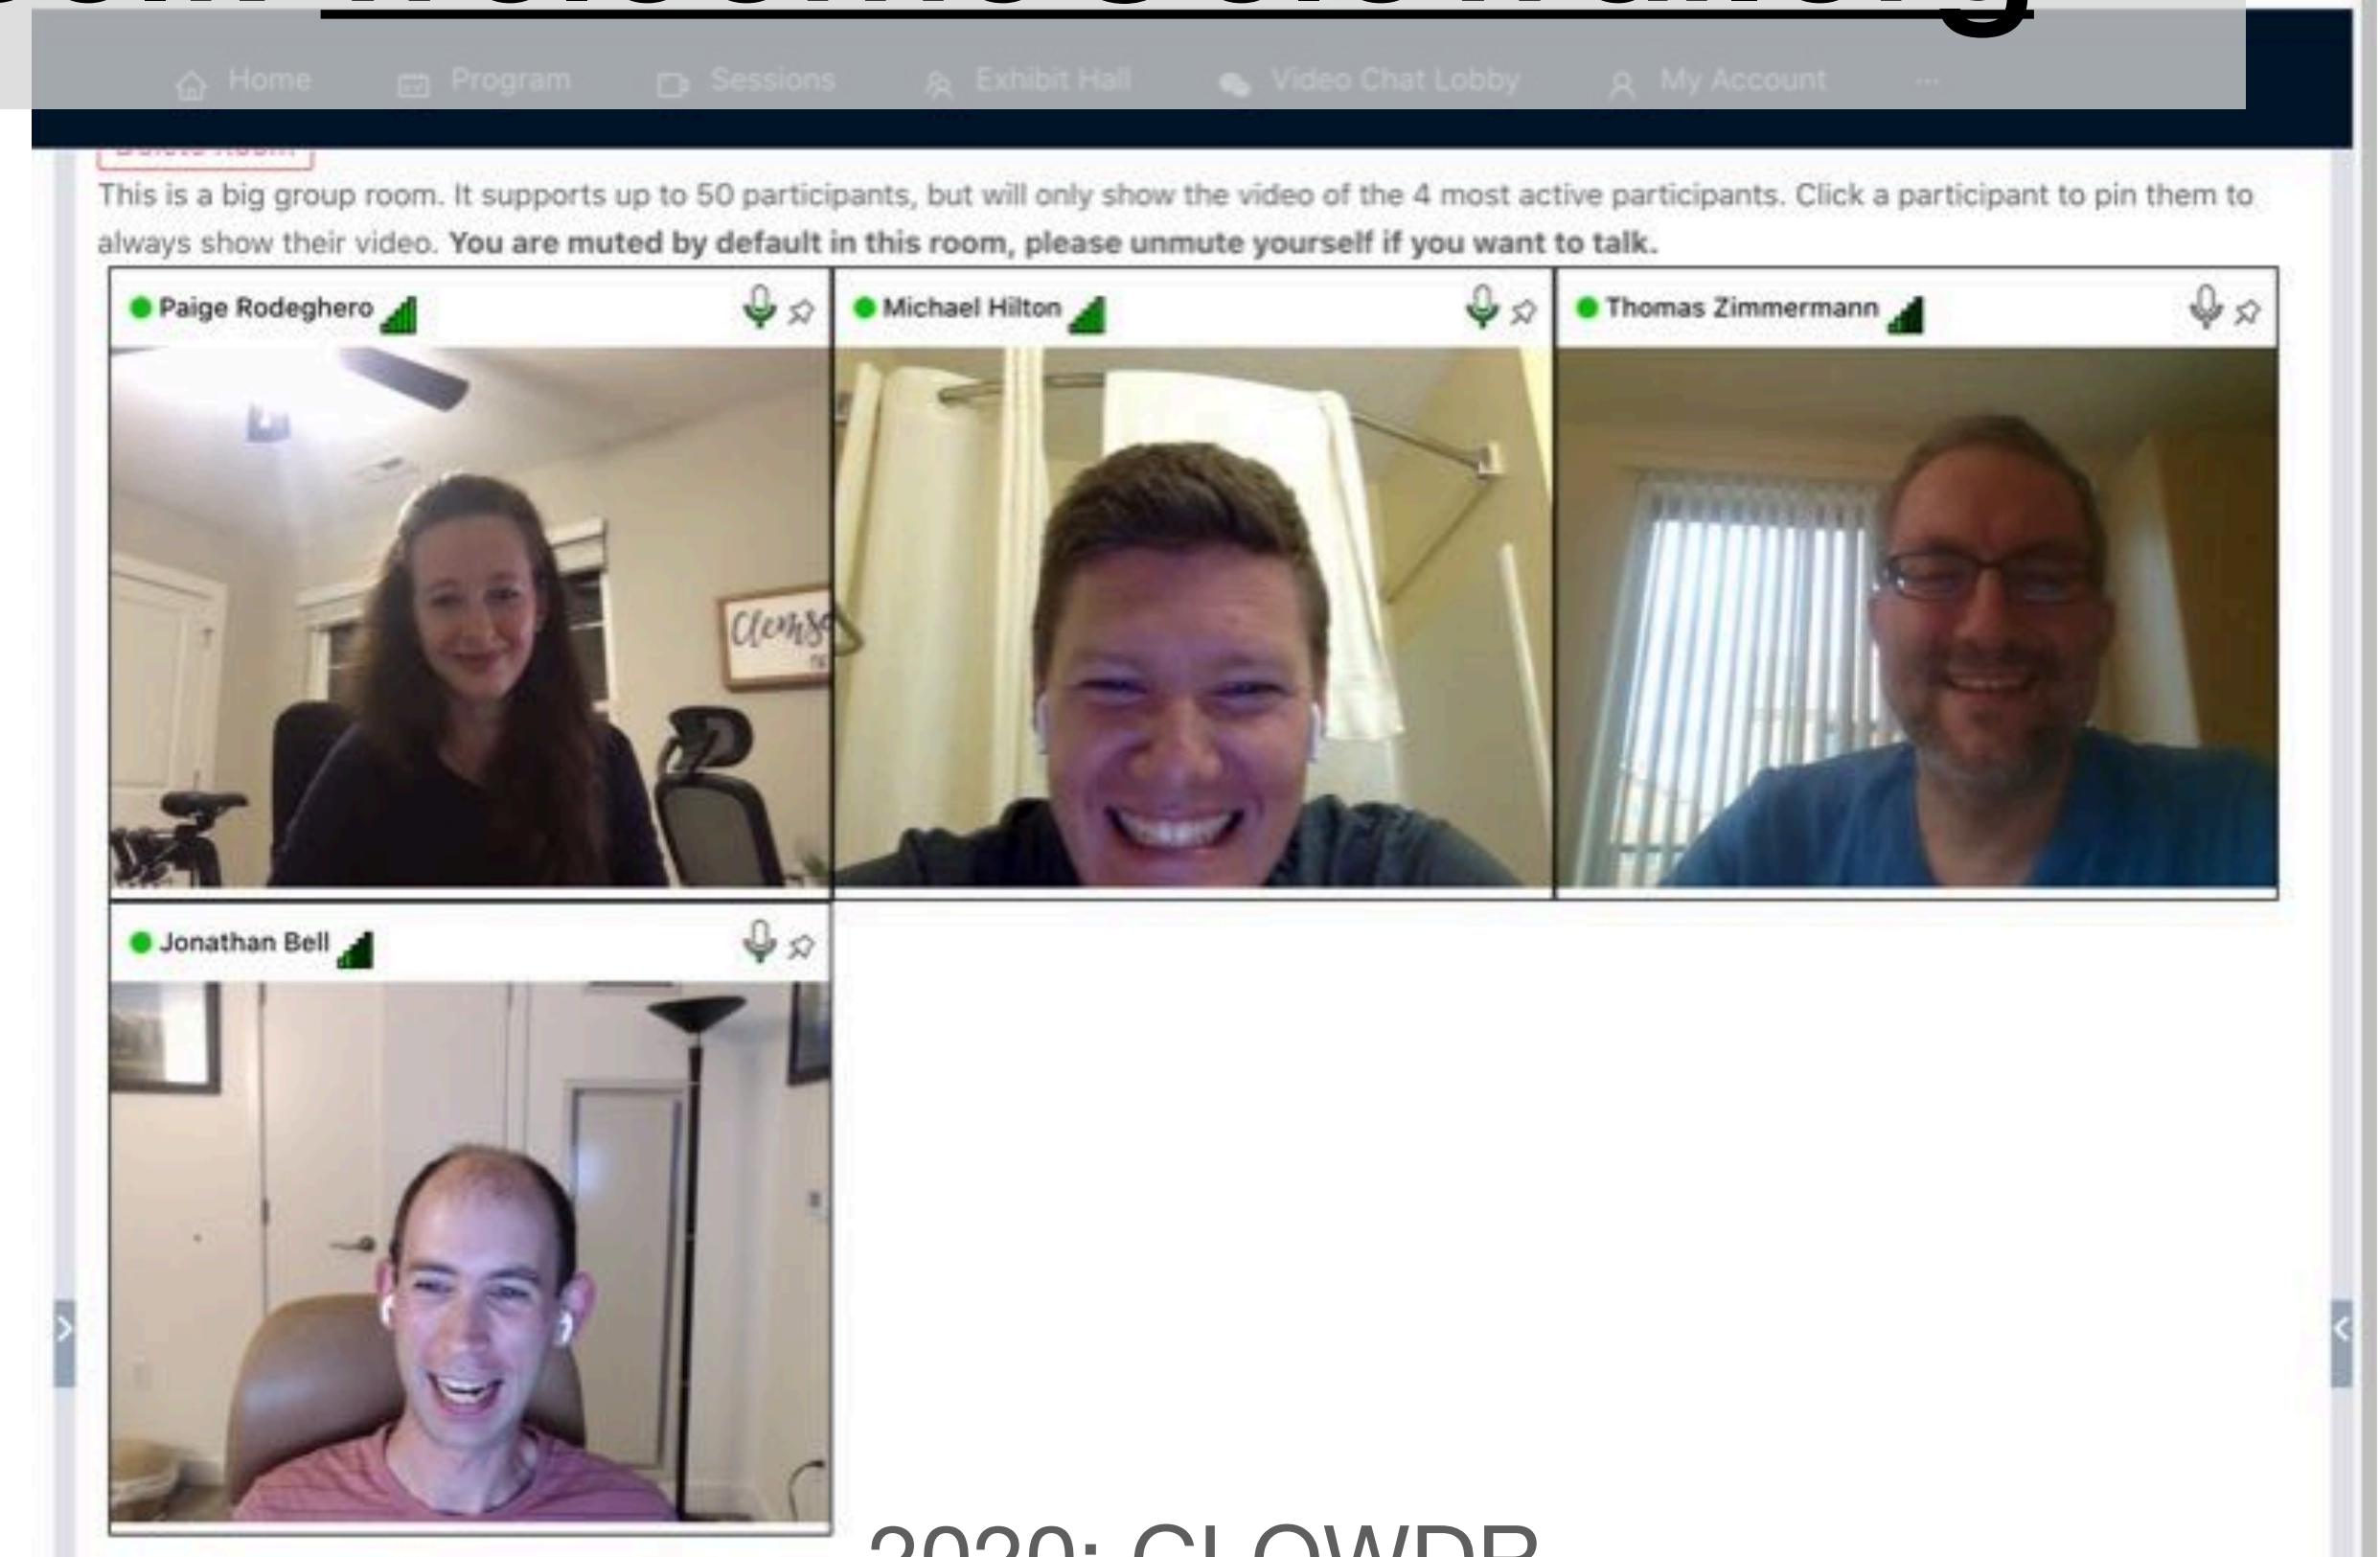 Home Program Sessions Exhibit Hall Video Chat Lobby My Account ...
This is a big group room. It supports up to 50 participants, but will only show the video of the 4 most active participants. Click a participant to pin them to
always show their video. You are muted by default in this room, please unmute yourself if you want to talk.
Paige Rodeghero Michael Hilton Thomas Zimmermann
Jonathan Bell
2020: CLOWDR